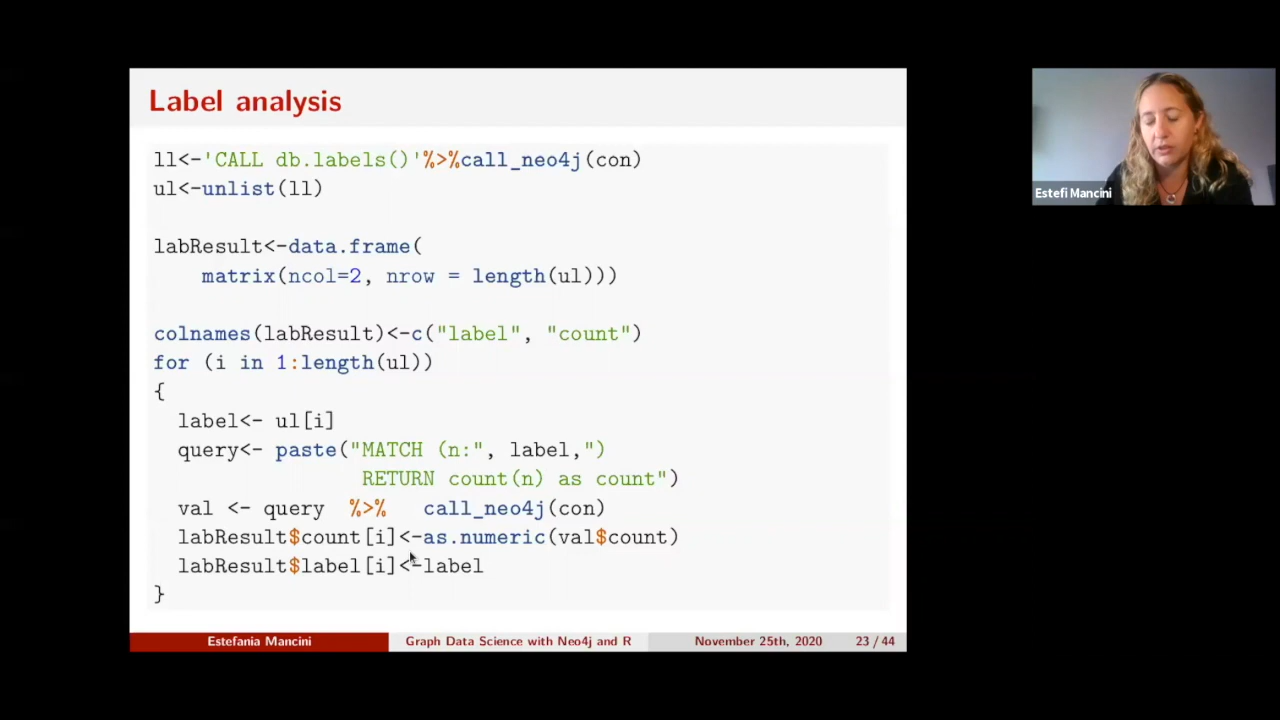 Label analysis
ll<-'CALL db.labels()'%>%call_neo4j(con)
ul<-unlist(ll)
labResult<-data.frame(
matrix(ncol=2, nrow = length(ul)))
colnames(labResult)<-c("label", "count")
for (i in 1:length(ul))
{
label<- ul[i]
query<- paste("MATCH (n:", label,")
RETURN count(n) as count")
val <- query %>% call_neo4j(con)
labResult$count[i]<-as.numeric(val$count)
labResult$label[i]<-label
}
Estefania Mancini Graph Data Science with Neo4j and R November 25th, 2020 23 / 44
Estefi Mancini